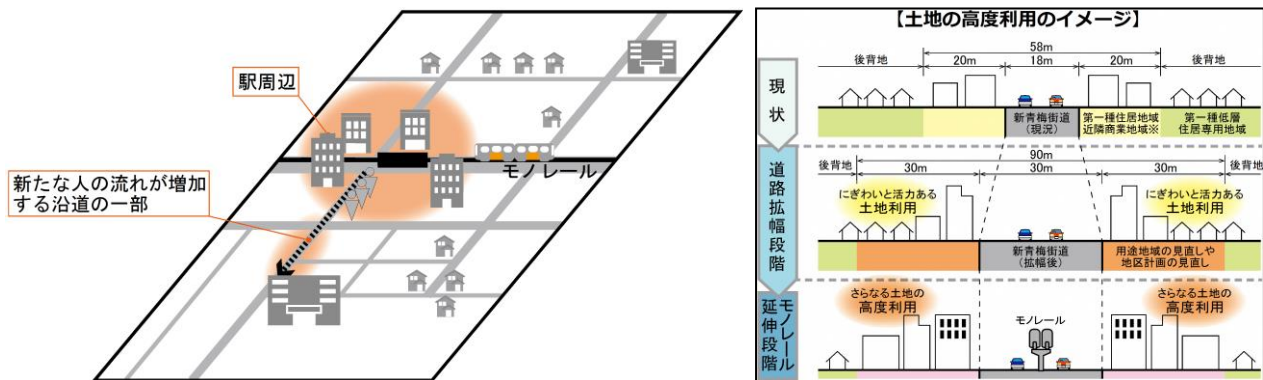 駅周辺
新たな人の流れが増加
する沿道の一部
モノレール
【土地の高度利用のイメージ】
現状
58m
後背地
20m
18m
20m
後背地
新青梅街道
(現況)
第一種住居地域
近隣商業地域※
第一種低層
住居専用地域
道路拡幅段階
90m
後背地
30m
30m
30m
後背地
にぎわいと活力ある
土地利用
にぎわいと活力ある
土地利用
新青梅街道
(拡幅後)
用途地域の見直しや
地区計画の見直し
モノレール
延伸段階
さらなる土地の
高度利用
モノレール
さらなる土地の
高度利用